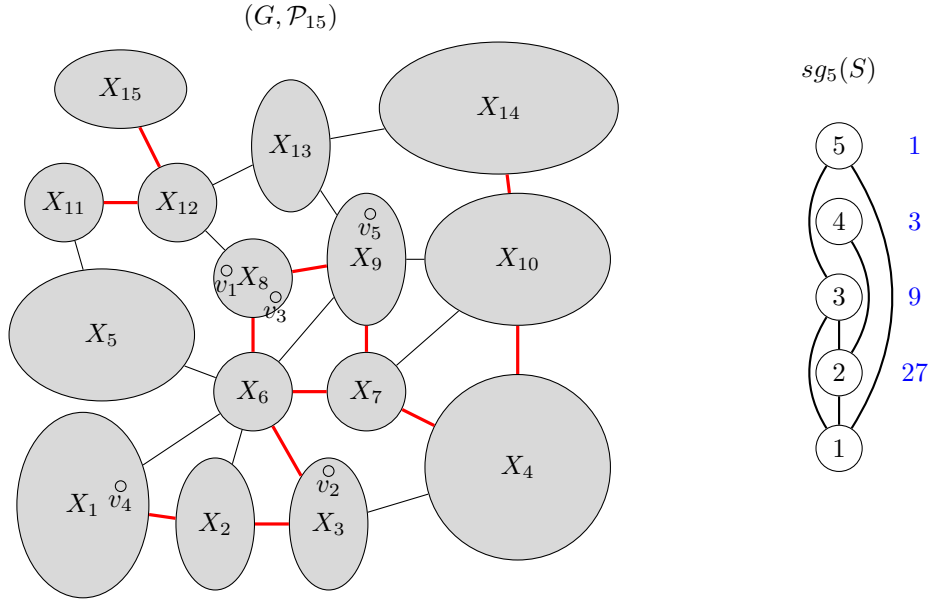 (G, P₁₅)
sg₅(S)
X₁₅
X₁₄
X₁₃
X₁₁
X₁₂
v₅
X₉
X₁₀
X₈
v₁
v₃
X₅
X₆
X₇
X₄
v₂
X₁
v₄
X₂
X₃
5 1
4 3
3 9
2 27
1